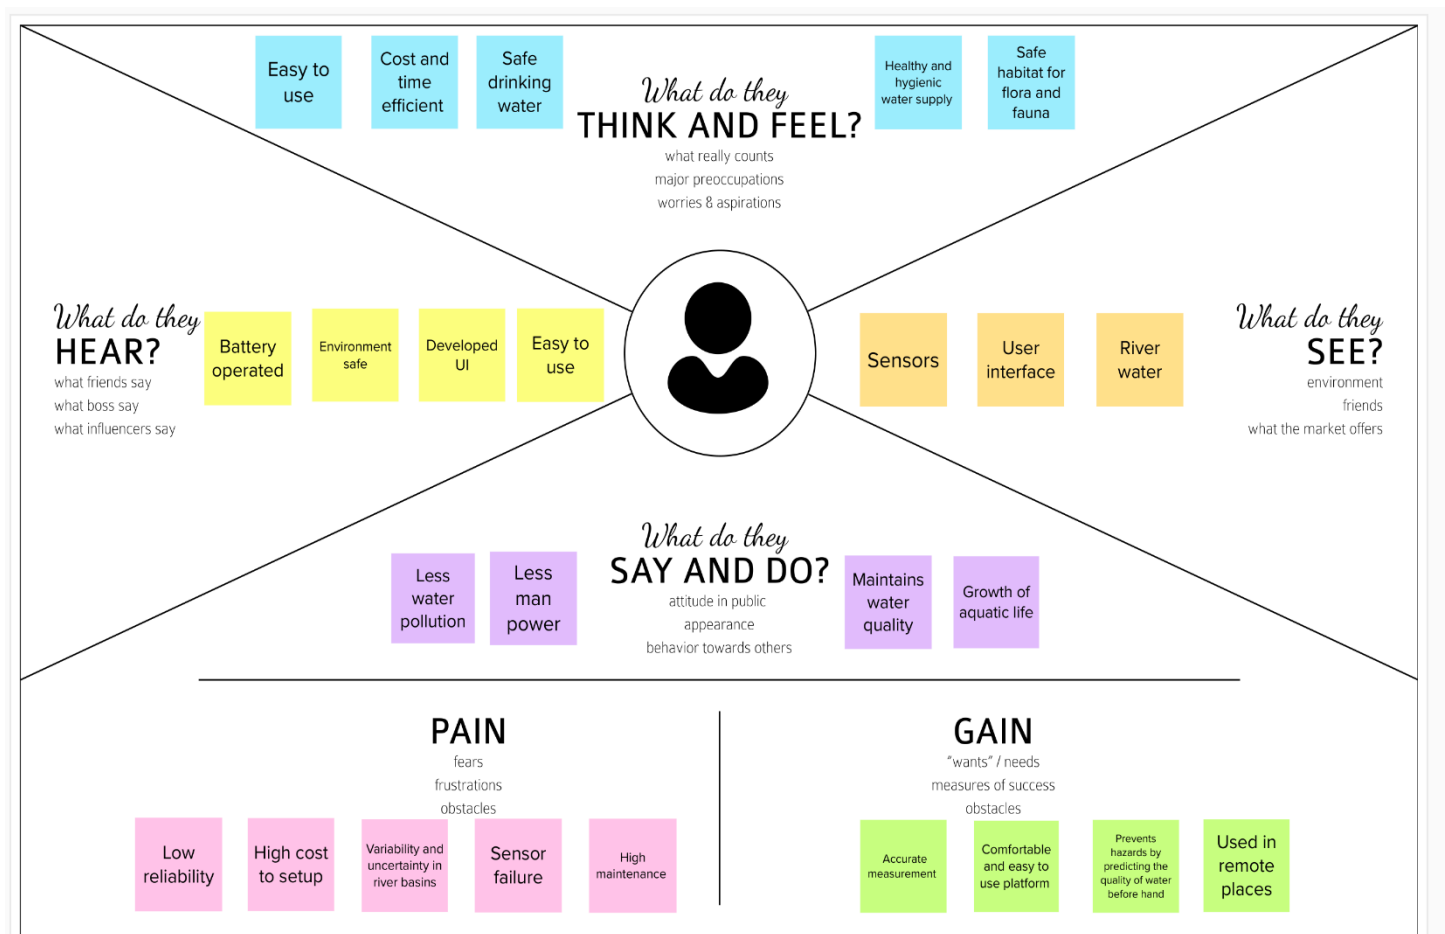 Easy to
use
Cost and
time
efficient
Safe
drinking
water
What do they
THINK AND FEEL?
what really counts
major preoccupations
worries & aspirations
Healthy and
hygienic
water supply
Safe
habitat for
flora and
fauna
What do they
HEAR?
what friends say
what boss say
what influencers say
Battery
operated
Environment
safe
Developed
UI
Easy to
use
Sensors
User
interface
River
water
What do they
SEE?
environment
friends
what the market offers
Less
water
pollution
Less
man
power
What do they
SAY AND DO?
attitude in public
appearance
behavior towards others
Maintains
water
quality
Growth of
aquatic life
PAIN
fears
frustrations
obstacles
Low
reliability
High cost
to setup
Variability and
uncertainty in
river basins
Sensor
failure
High
maintenance
GAIN
“wants” / needs
measures of success
obstacles
Accurate
measurement
Comfortable
and easy to
use platform
Prevents
hazards by
predicting the
quality of water
before hand
Used in
remote
places